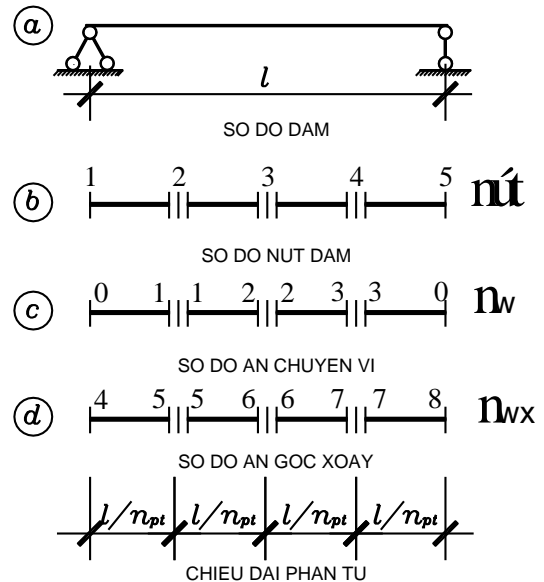 a
l
SO DO DAM
1 2 3 4 5 nút
b
SO DO NUT DAM
0 1 1 2 2 3 3 0 nw
c
SO DO AN CHUYEN VI
4 5 5 6 6 7 7 8 nwx
d
SO DO AN GOC XOAY
l/npt l/npt l/npt l/npt
CHIEU DAI PHAN TU